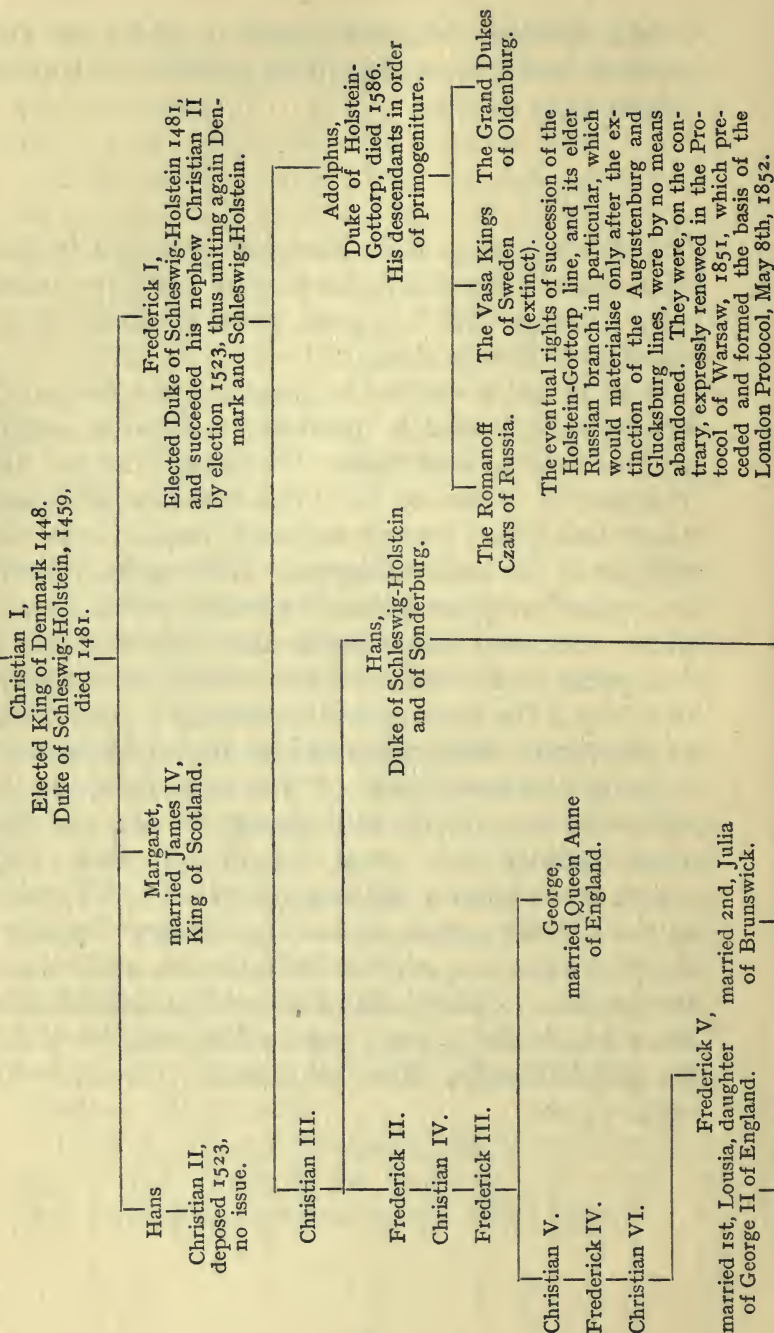 Christian I,
Elected King of Denmark 1448.
Duke of Schleswig-Holstein, 1459,
died 1481.
Hans
Christian II,
deposed 1523,
no issue.
Margaret,
married James IV,
King of Scotland.
Frederick I,
Elected Duke of Schleswig-Holstein 1481,
and succeeded his nephew Christian II
by election 1523, thus uniting again Den-
mark and Schleswig-Holstein.
Christian III.
Adolphus,
Duke of Holstein-
Gottorp, died 1586.
His descendants in order
of primogeniture.
Frederick II.
Christian IV.
Frederick III.
Hans,
Duke of Schleswig-Holstein
and of Sonderburg.
The Romanoff
Czars of Russia.
The Vasa Kings
of Sweden
(extinct).
The Grand Dukes
of Oldenburg.
The eventual rights of succession of the
Holstein-Gottorp line, and its elder
Russian branch in particular, which
would materialise only after the ex-
tinction of the Augustenburg and
Glucksburg lines, were by no means
abandoned. They were, on the con-
trary, expressly renewed in the Pro-
tocol of Warsaw, 1851, which pre-
ceded and formed the basis of the
London Protocol, May 8th, 1852.
Christian V.
Frederick IV.
Christian VI.
George,
married Queen Anne
of England.
Frederick V,
married 1st, Lousia, daughter
of George II of England.
married 2nd, Julia
of Brunswick.